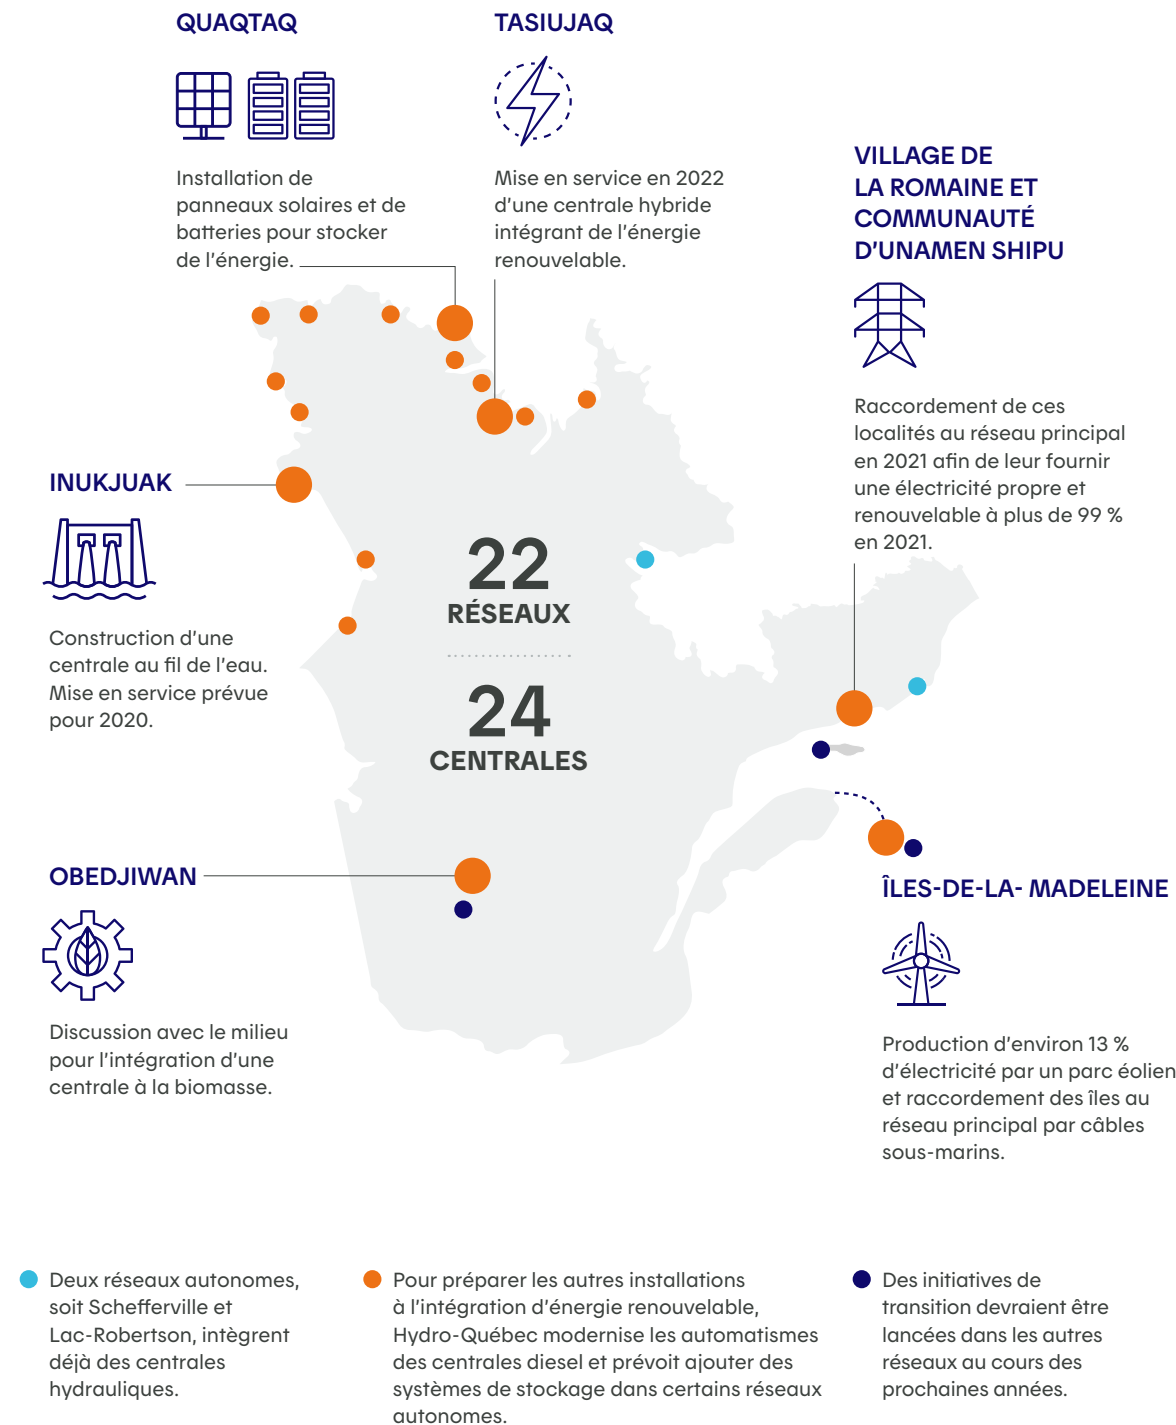 QUAQTAQ
Installation de
panneaux solaires et de
batteries pour stocker
de l'énergie.
TASIUJAQ
Mise en service en 2022
d'une centrale hybride
intégrant de l'énergie
renouvelable.
VILLAGE DE
LA ROMAINE ET
COMMUNAUTÉ
D'UNAMEN SHIPU
Raccordement de ces
localités au réseau principal
en 2021 afin de leur fournir
une électricité propre et
renouvelable à plus de 99 %
en 2021.
INUKJUAK
Construction d'une
centrale au fil de l'eau.
Mise en service prévue
pour 2020.
22
RÉSEAUX
24
CENTRALES
OBEDJIWAN
Discussion avec le milieu
pour l'intégration d'une
centrale à la biomasse.
ÎLES-DE-LA- MADELEINE
Production d'environ 13 %
d'électricité par un parc éolien
et raccordement des îles au
réseau principal par câbles
sous-marins.
Deux réseaux autonomes,
soit Schefferville et
Lac-Robertson, intègrent
déjà des centrales
hydrauliques.
Pour préparer les autres installations
à l'intégration d'énergie renouvelable,
Hydro-Québec modernise les automatismes
des centrales diesel et prévoit ajouter des
systèmes de stockage dans certains réseaux
autonomes.
Des initiatives de
transition devraient être
lancées dans les autres
réseaux au cours des
prochaines années.